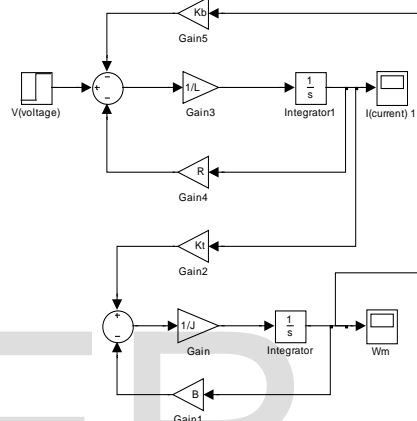 Kb
Gain5
V(voltage)
1/L
Gain3
1
s
Integrator1
I(current) 1
R
Gain4
Kt
Gain2
1/J
Gain
1
s
Integrator
Wm
B
Gain1